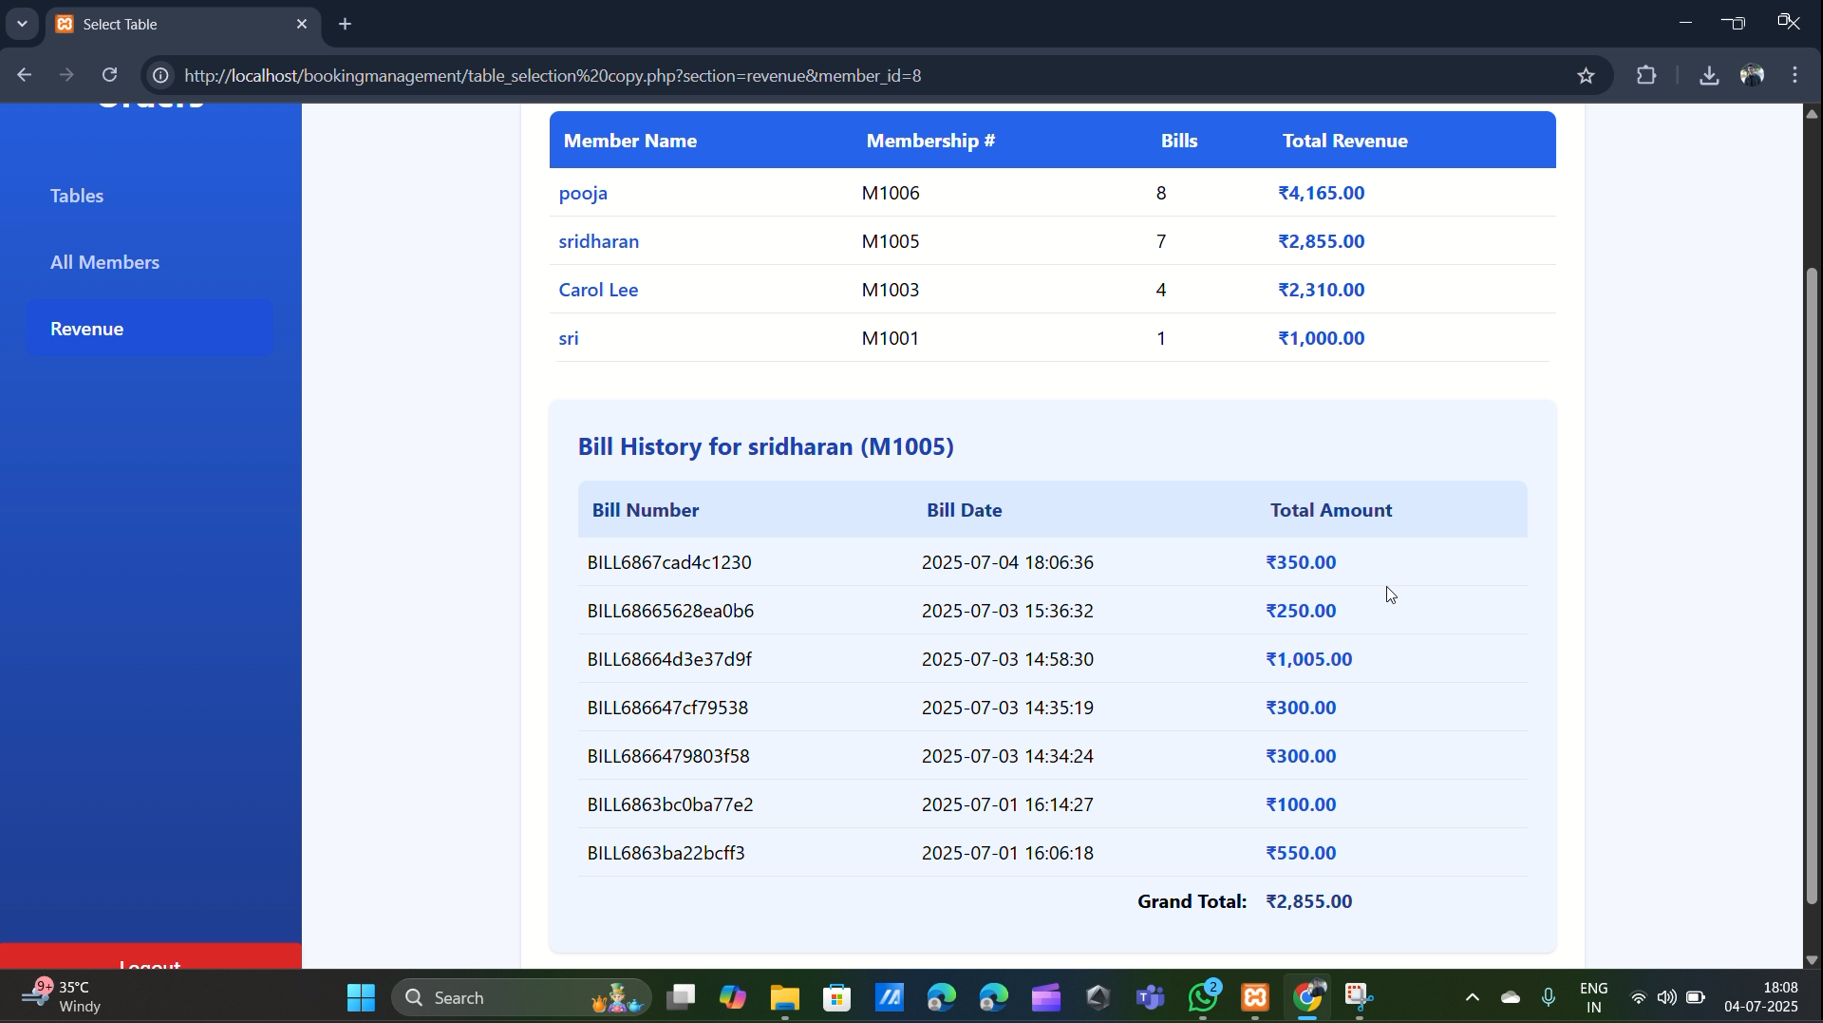 Select Table
http://localhost/bookingmanagement/table_selection%20copy.php?section=revenue&member_id=8
Orders
Tables
All Members
Revenue
Logout
Member Name Membership # Bills Total Revenue
pooja M1006 8 ₹4,165.00
sridharan M1005 7 ₹2,855.00
Carol Lee M1003 4 ₹2,310.00
sri M1001 1 ₹1,000.00
Bill History for sridharan (M1005)
Bill Number Bill Date Total Amount
BILL6867cad4c1230 2025-07-04 18:06:36 ₹350.00
BILL68665628ea0b6 2025-07-03 15:36:32 ₹250.00
BILL68664d3e37d9f 2025-07-03 14:58:30 ₹1,005.00
BILL686647cf79538 2025-07-03 14:35:19 ₹300.00
BILL6866479803f58 2025-07-03 14:34:24 ₹300.00
BILL6863bc0ba77e2 2025-07-01 16:14:27 ₹100.00
BILL6863ba22bcff3 2025-07-01 16:06:18 ₹550.00
Grand Total: ₹2,855.00
9+
35°C
Windy
Search
2
ENG
IN
18:08
04-07-2025